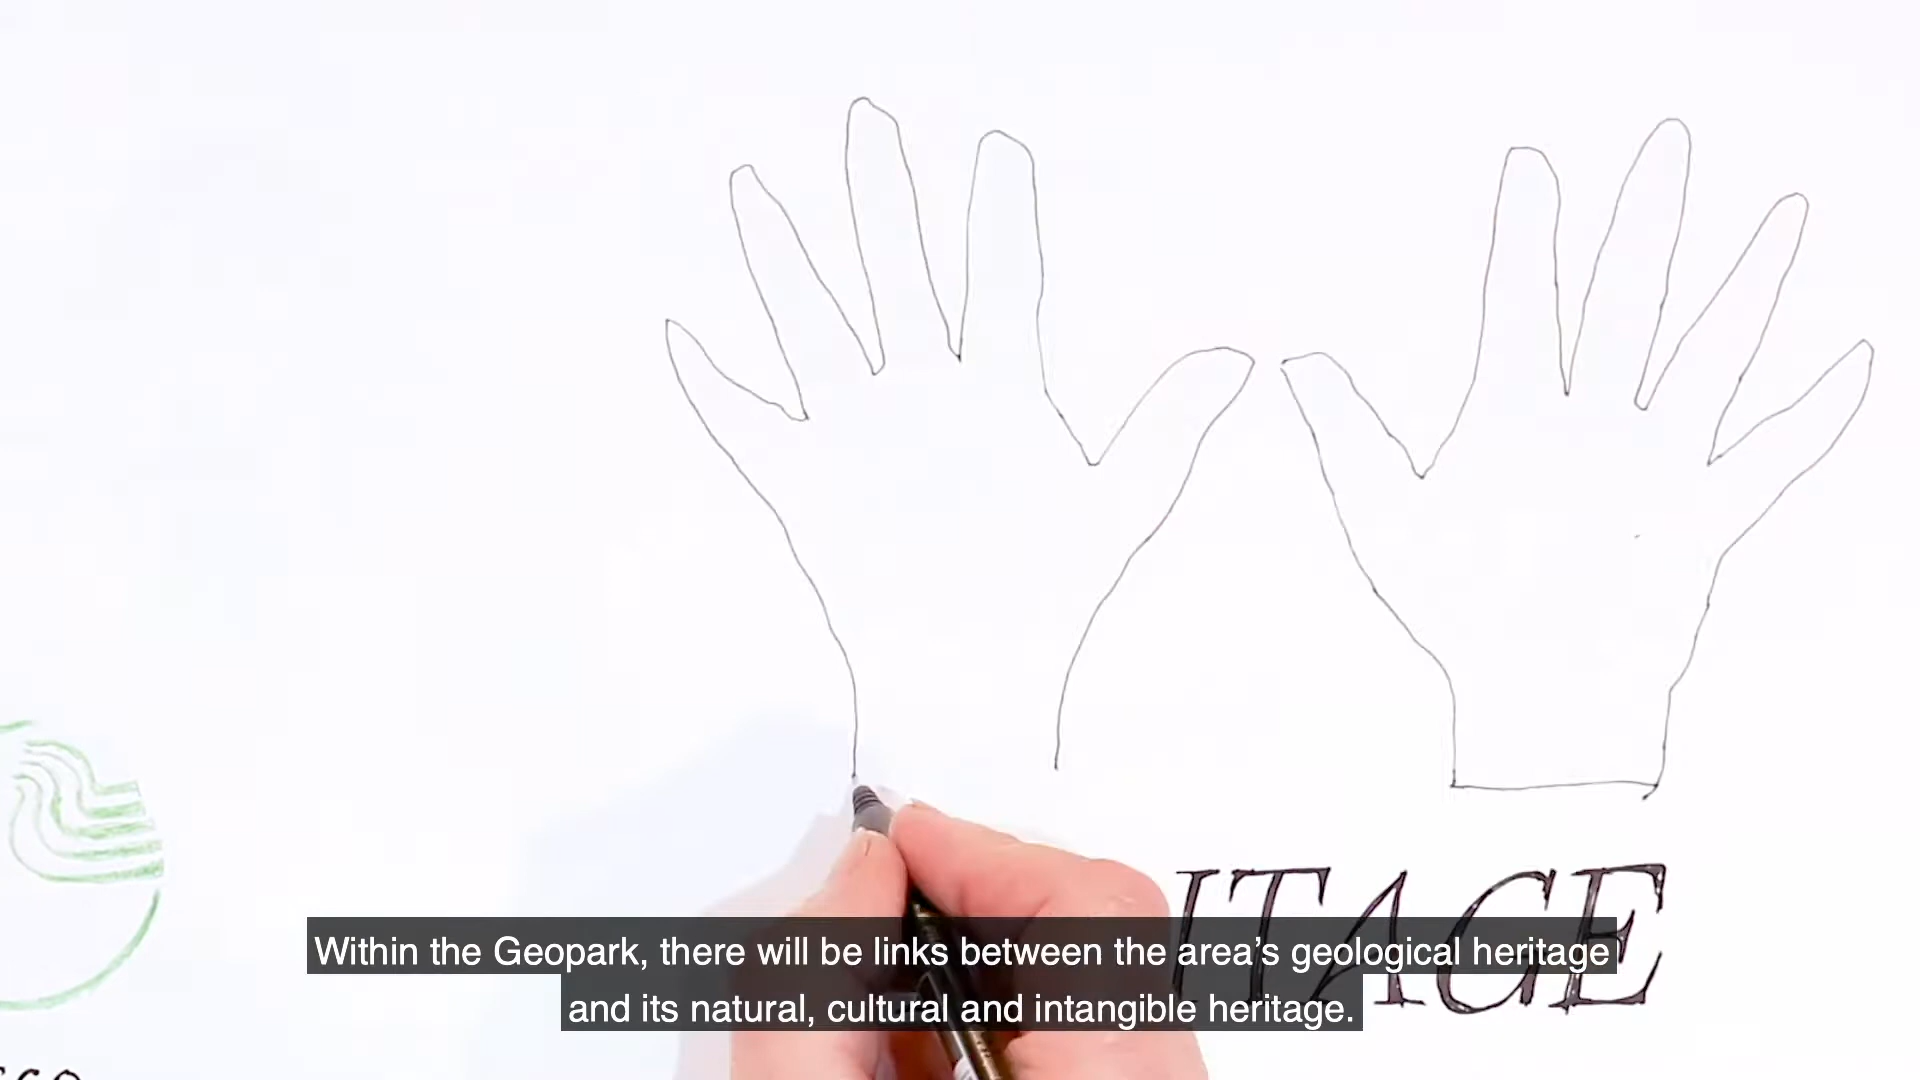 ITAGE
Within the Geopark, there will be links between the area’s geological heritage
and its natural, cultural and intangible heritage.